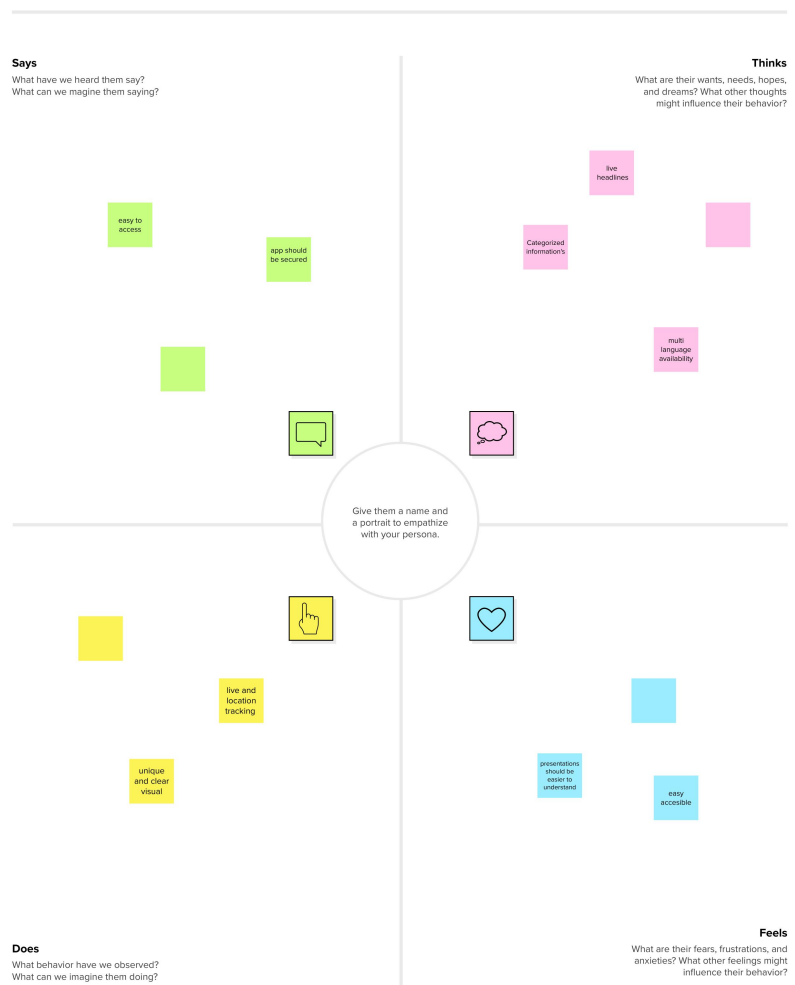 Says
What have we heard them say?
What can we magine them saying?
Thinks
What are their wants, needs, hopes,
and dreams? What other thoughts
might influence their behavior?
easy to
access
app should
be secured
live
headlines
Categorized
information's
multi
language
availability
Give them a name and
a portrait to empathize
with your persona.
live and
location
tracking
unique
and clear
visual
presentations
should be
easier to
understand
easy
accesible
Does
What behavior have we observed?
What can we imagine them doing?
Feels
What are their fears, frustrations, and
anxieties? What other feelings might
influence their behavior?